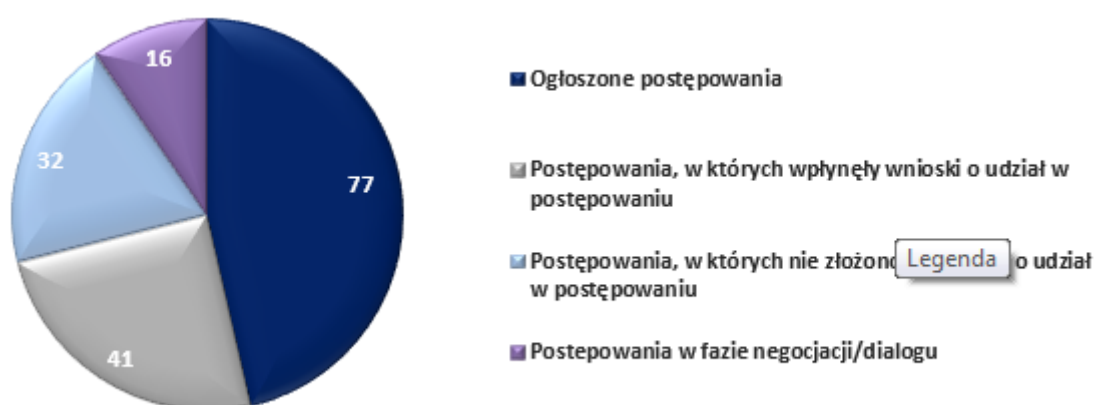 16
32
77
41
Ogłoszone postępowania
Postępowania, w których wpłynęły wnioski o udział w
postępowaniu
Postępowania, w których nie złożono
Legenda
o udział
w postępowaniu
Postepowania w fazie negocjacji/dialogu